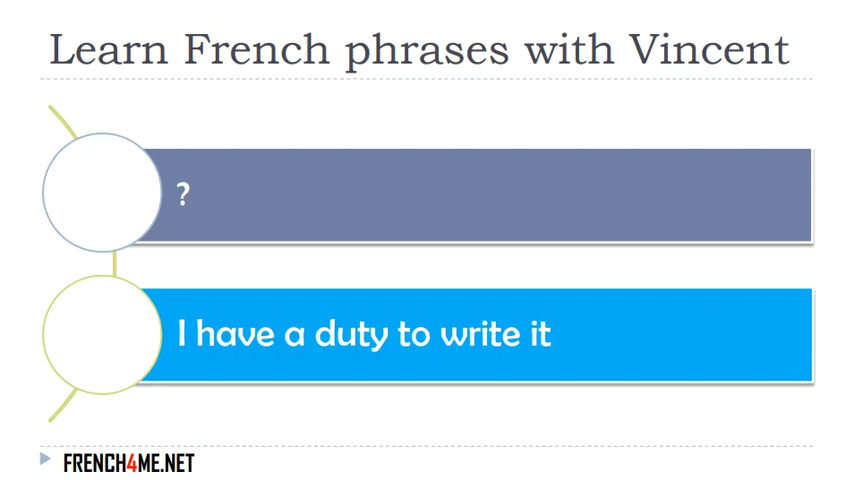 Learn French phrases with Vincent
?
I have a duty to write it
FRENCH4ME.NET